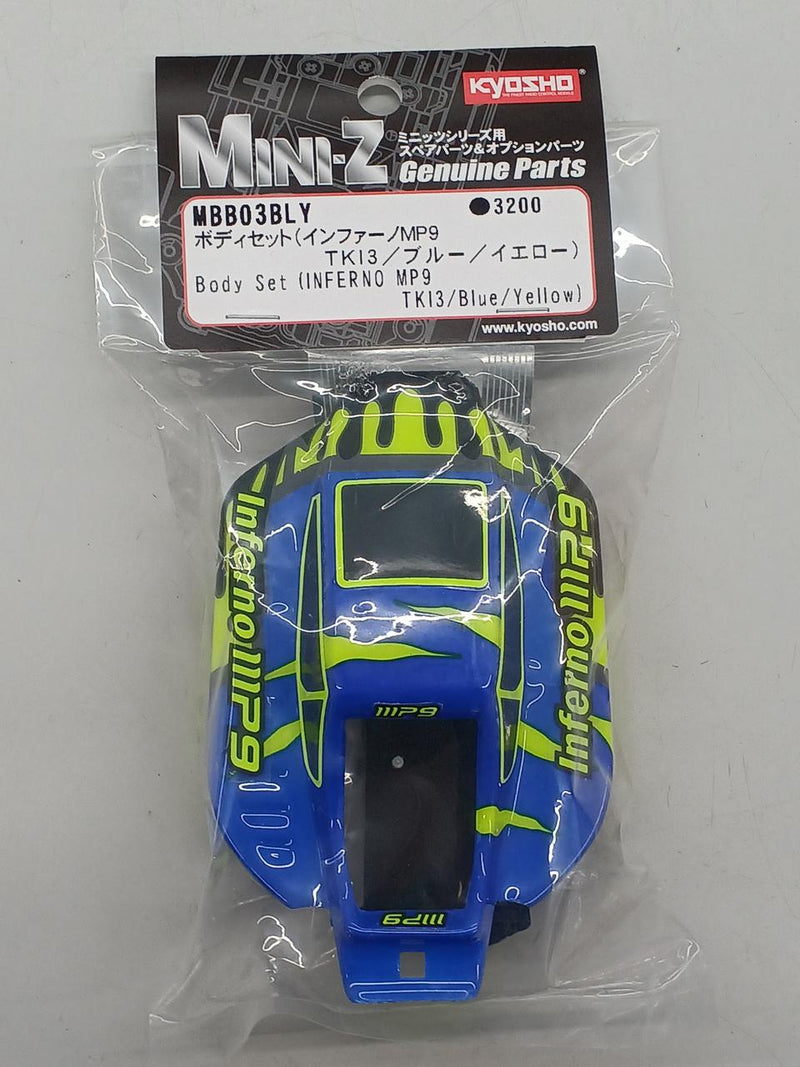 KYOSHO®
THE FINEST RADIO CONTROL MODELS
MINI-Z
ミニッツシリーズ用
スペアパーツ&オプションパーツ
Genuine Parts
MBB03BLY ●3200
ボディセット(インファーノMP9
TKI3/ブルー/イエロー)
Body Set (INFERNO MP9
TKI3/Blue/Yellow)
www.kyosho.com
Inferno MP9
Inferno MP9
MP9
MP9